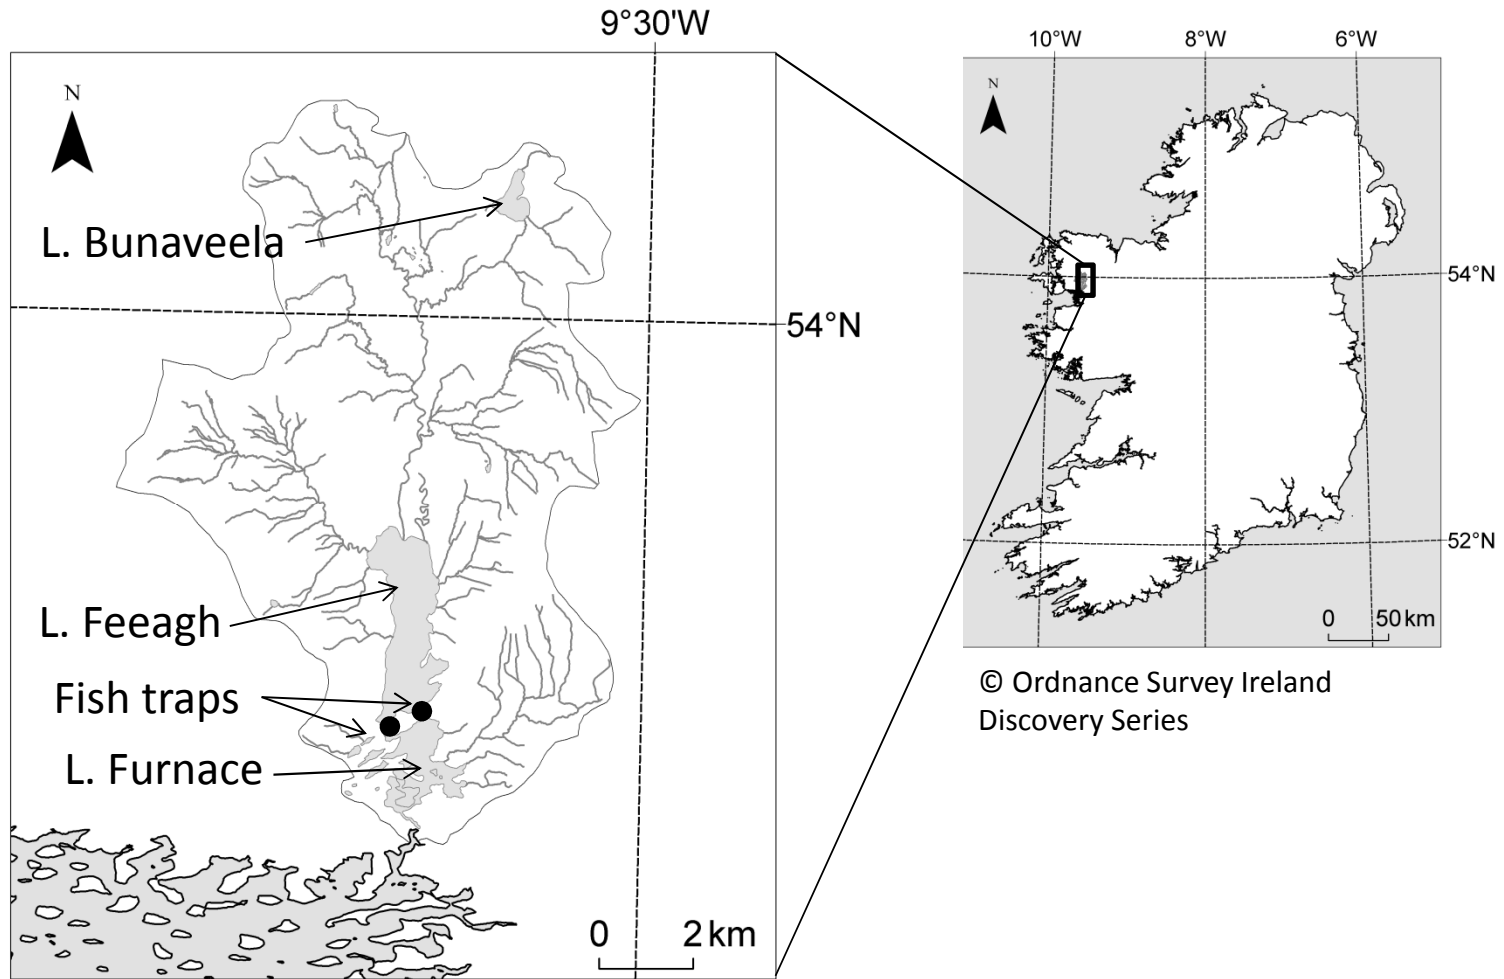 9°30'W
N
L. Bunaveela
54°N
L. Feeagh
Fish traps
L. Furnace
0 2 km
10°W 8°W 6°W
N
54°N
52°N
0 50 km
© Ordnance Survey Ireland
Discovery Series